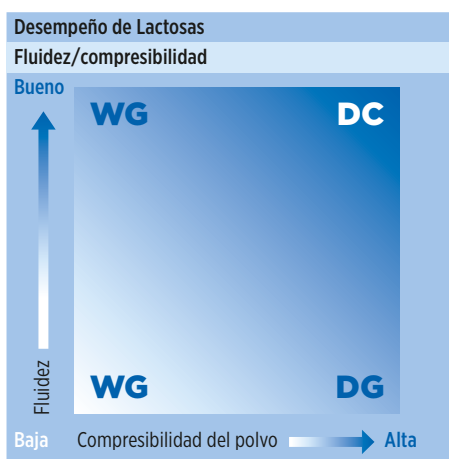 Desempeño de Lactosas
Fluidez/compresibilidad
Bueno
WG DC
Fluidez
WG DG
Baja Compresibilidad del polvo Alta